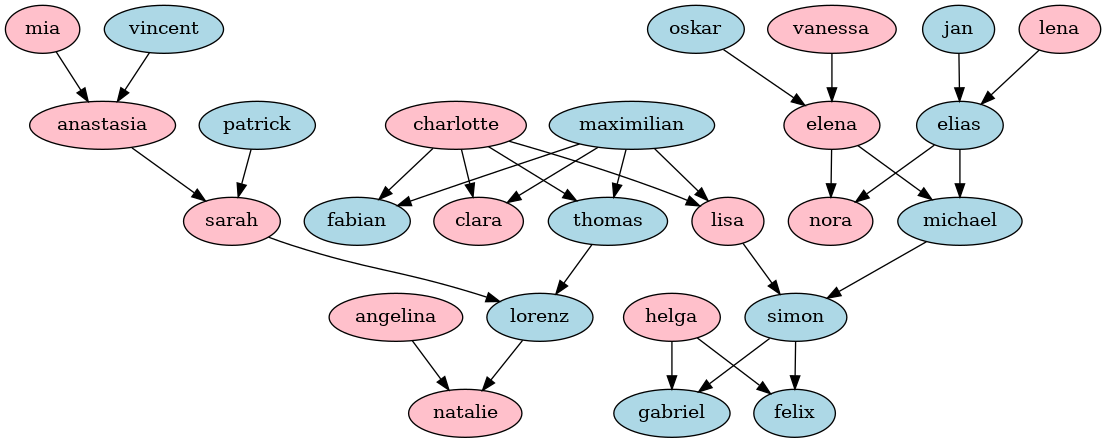 mia
vincent
oskar
vanessa
jan
lena
anastasia
patrick
charlotte
maximilian
elena
elias
sarah
fabian
clara
thomas
lisa
nora
michael
angelina
lorenz
helga
simon
natalie
gabriel
felix